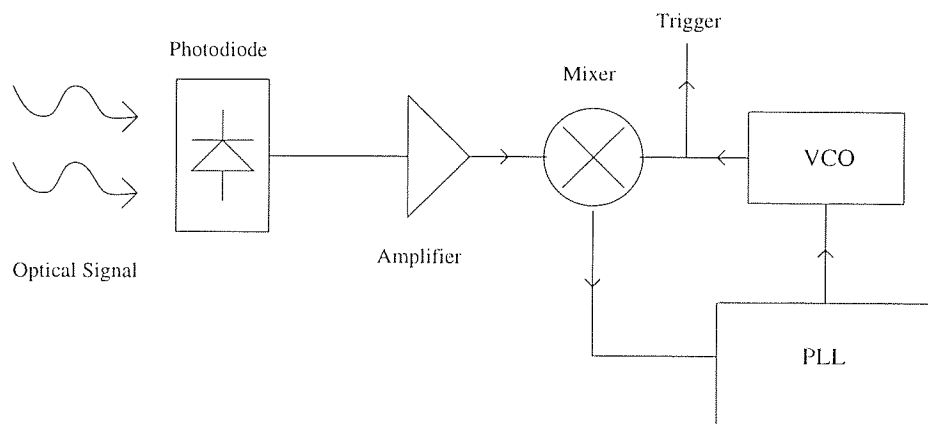 Trigger
Photodiode
Mixer
VCO
Amplifier
Optical Signal
PLL